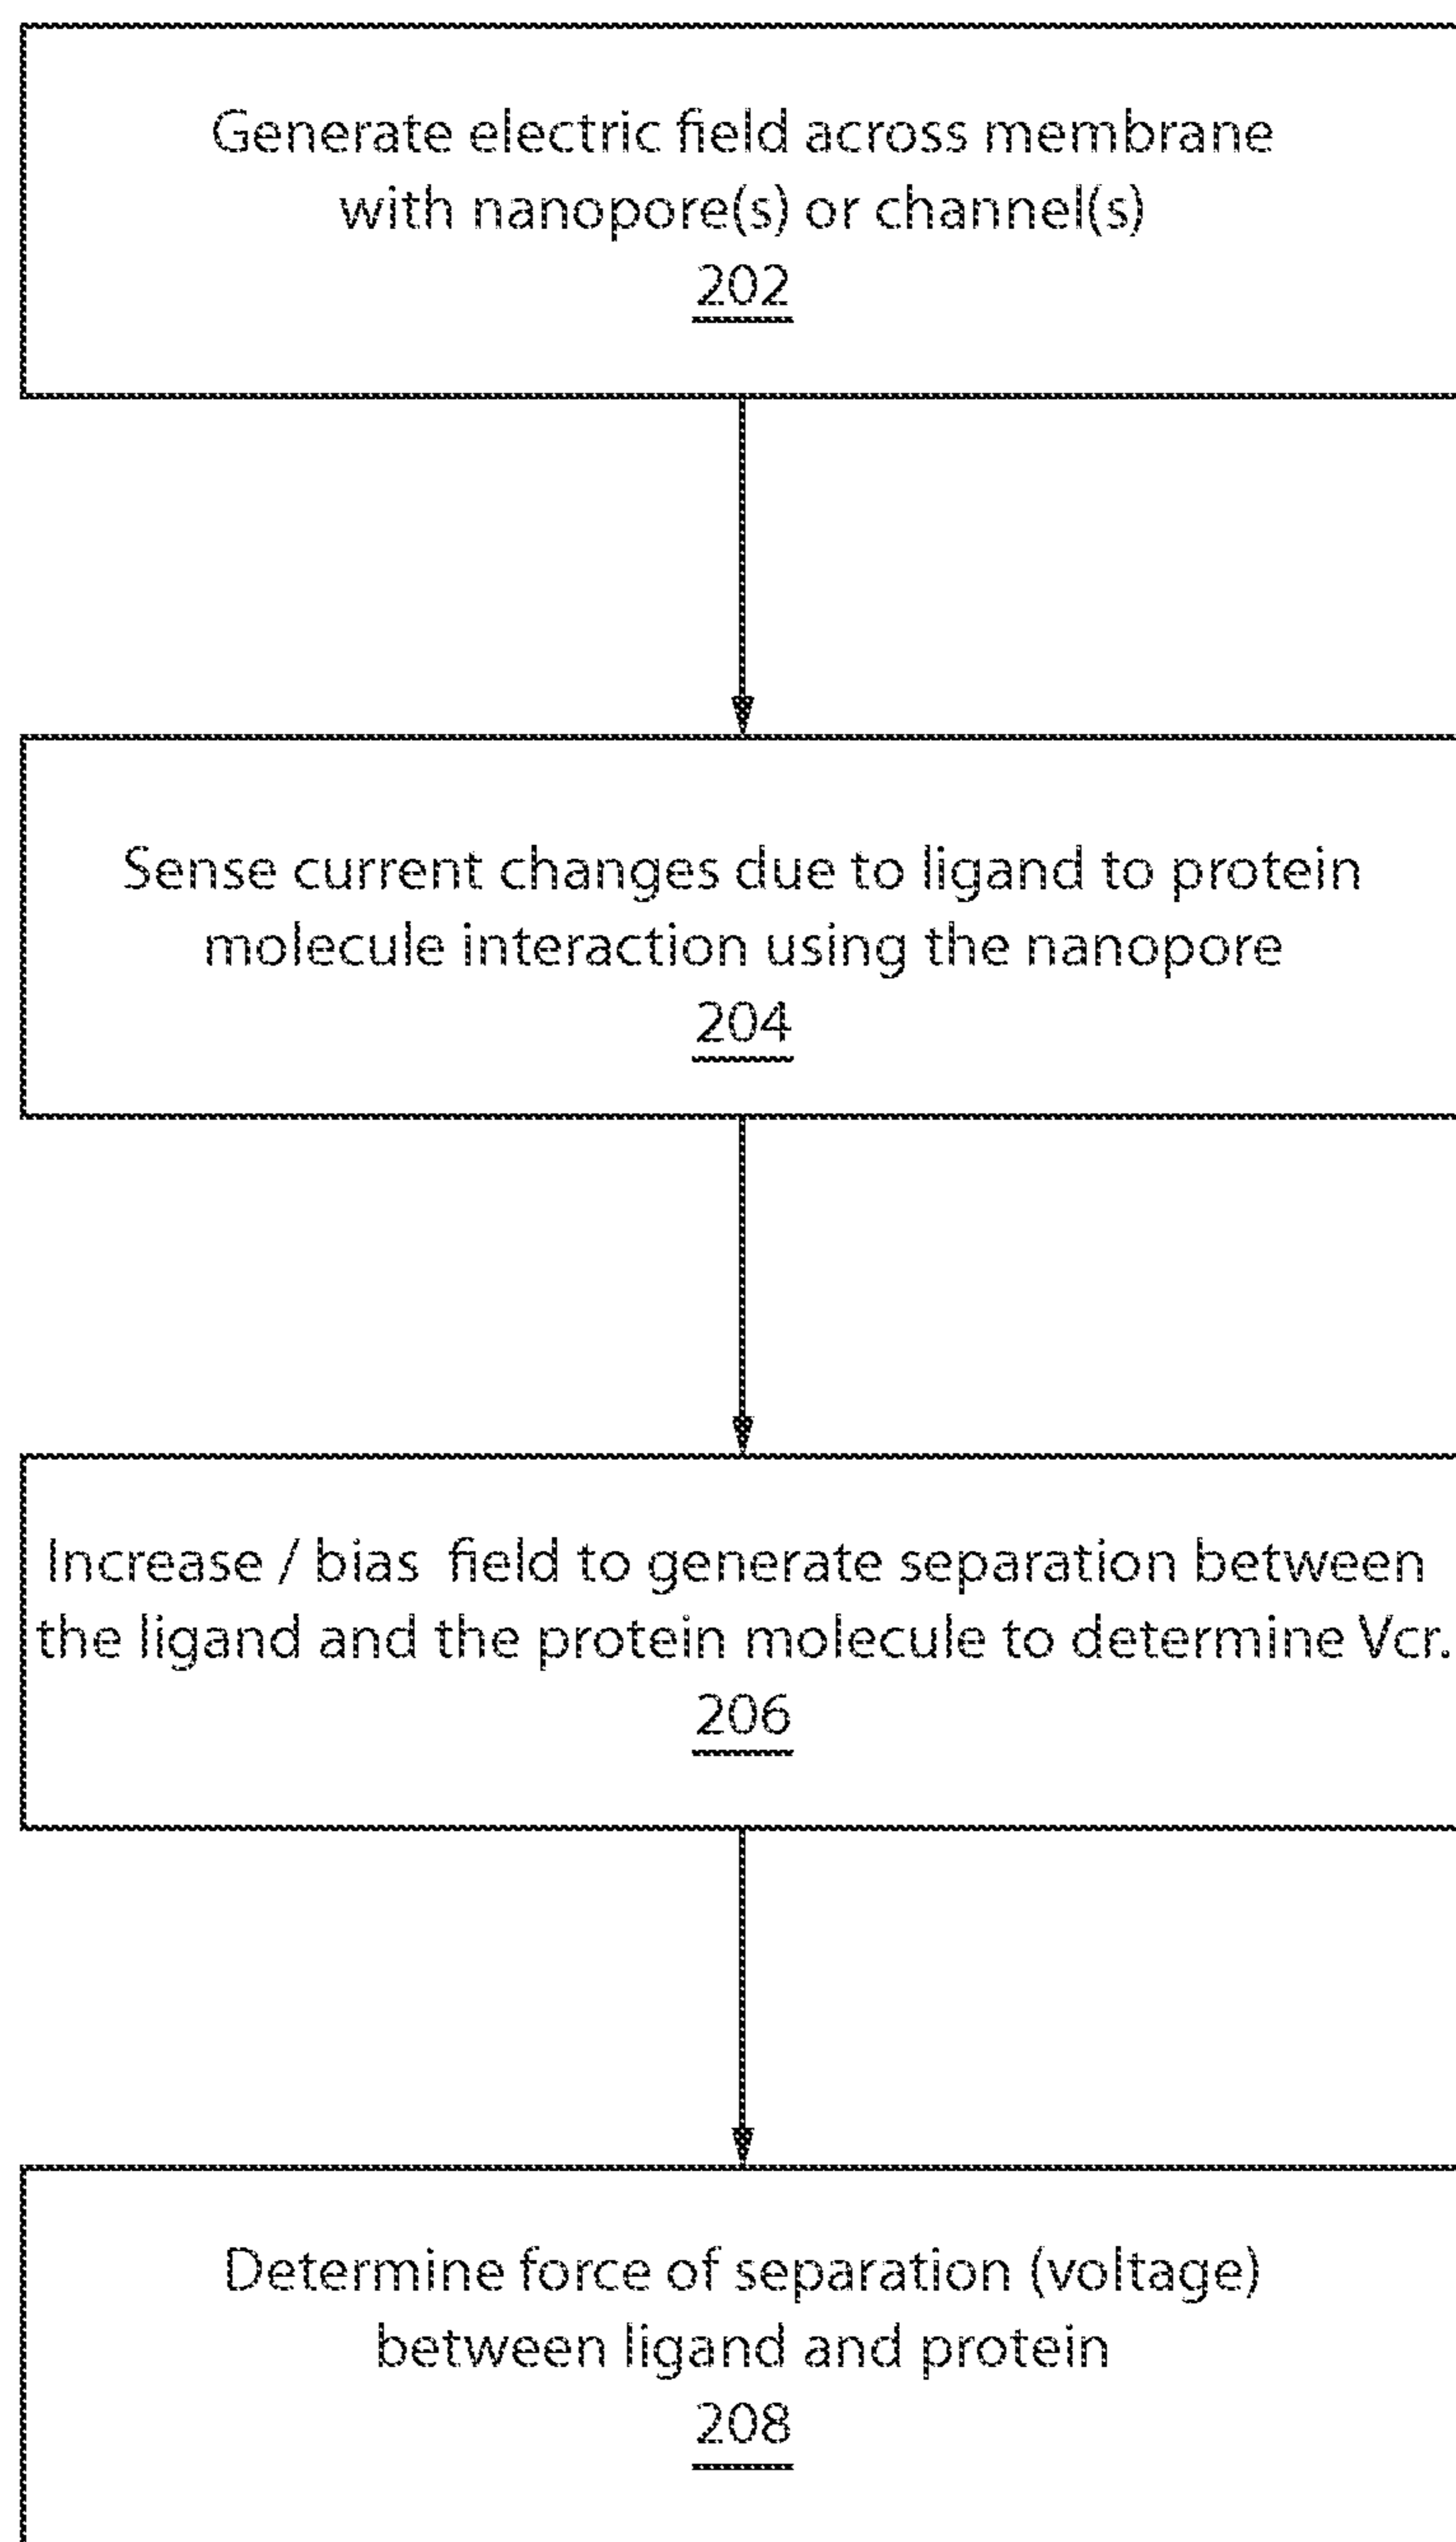 Generate electric field across membrane
with nanopore(s) or channel(s)
202
Sense current changes due to ligand to protein
molecule interaction using the nanopore
204
Increase / bias field to generate separation between
the ligand and the protein molecule to determine Vcr.
206
Determine force of separation (voltage)
between ligand and protein
208